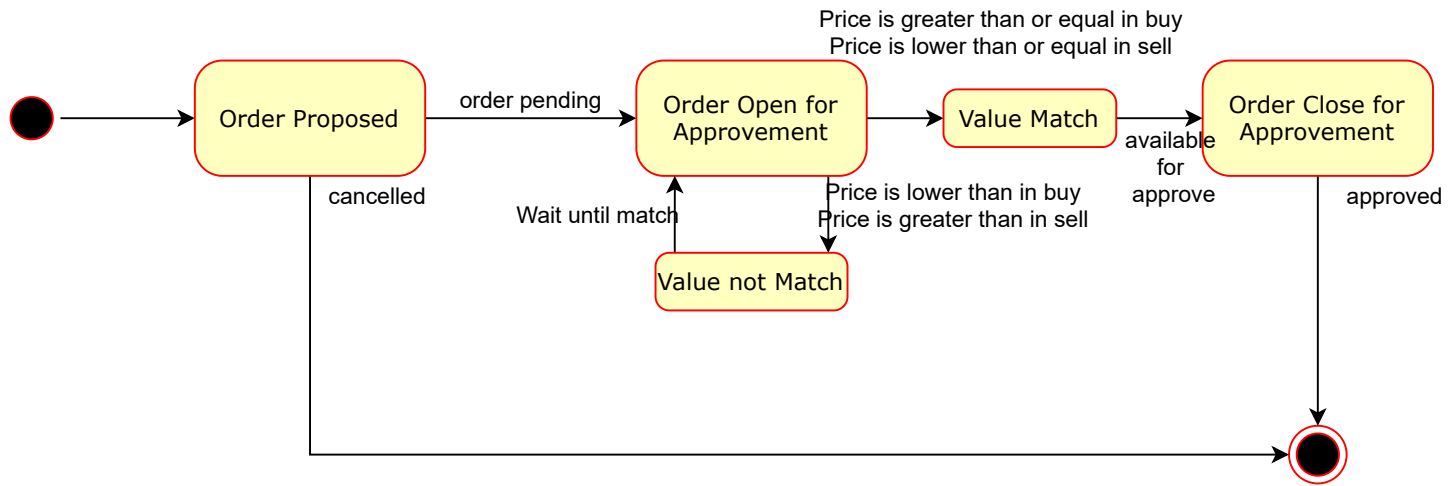 Price is greater than or equal in buy
Price is lower than or equal in sell
Order Proposed
order pending
Order Open for
Approvement
Value Match
Order Close for
Approvement
available
for
approve
cancelled
Wait until match
Price is lower than in buy
Price is greater than in sell
approved
Value not Match